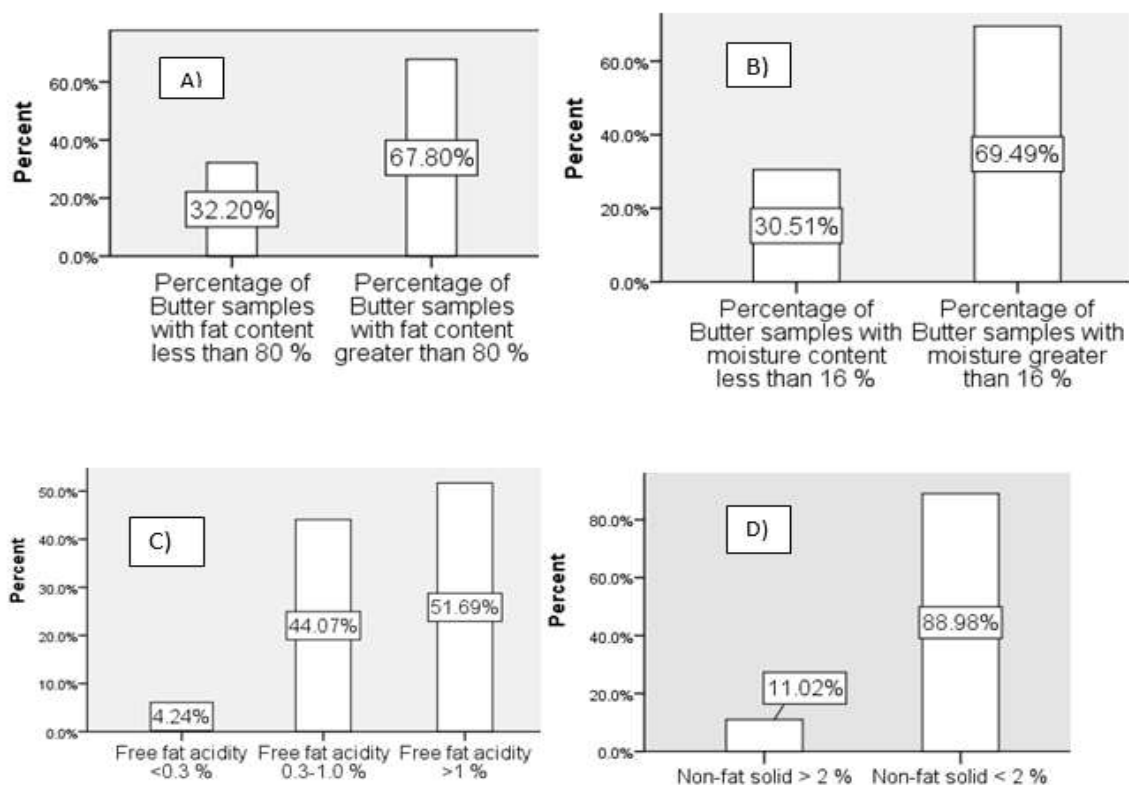 A)
Percent
60.0%
40.0%
20.0%
0.0%
32.20%
67.80%
Percentage of
Butter samples
with fat content
less than 80 %
Percentage of
Butter samples
with fat content
greater than 80 %
B)
Percent
60.0%
40.0%
20.0%
0.0%
30.51%
69.49%
Percentage of
Butter samples with
moisture content
less than 16 %
Percentage of
Butter samples with
moisture greater
than 16 %
C)
Percent
50.0%
40.0%
30.0%
20.0%
10.0%
0.0%
4.24%
44.07%
51.69%
Free fat acidity
<0.3 %
Free fat acidity
0.3-1.0 %
Free fat acidity
>1 %
D)
Percent
80.0%
60.0%
40.0%
20.0%
0.0%
11.02%
88.98%
Non-fat solid > 2 %
Non-fat solid < 2 %